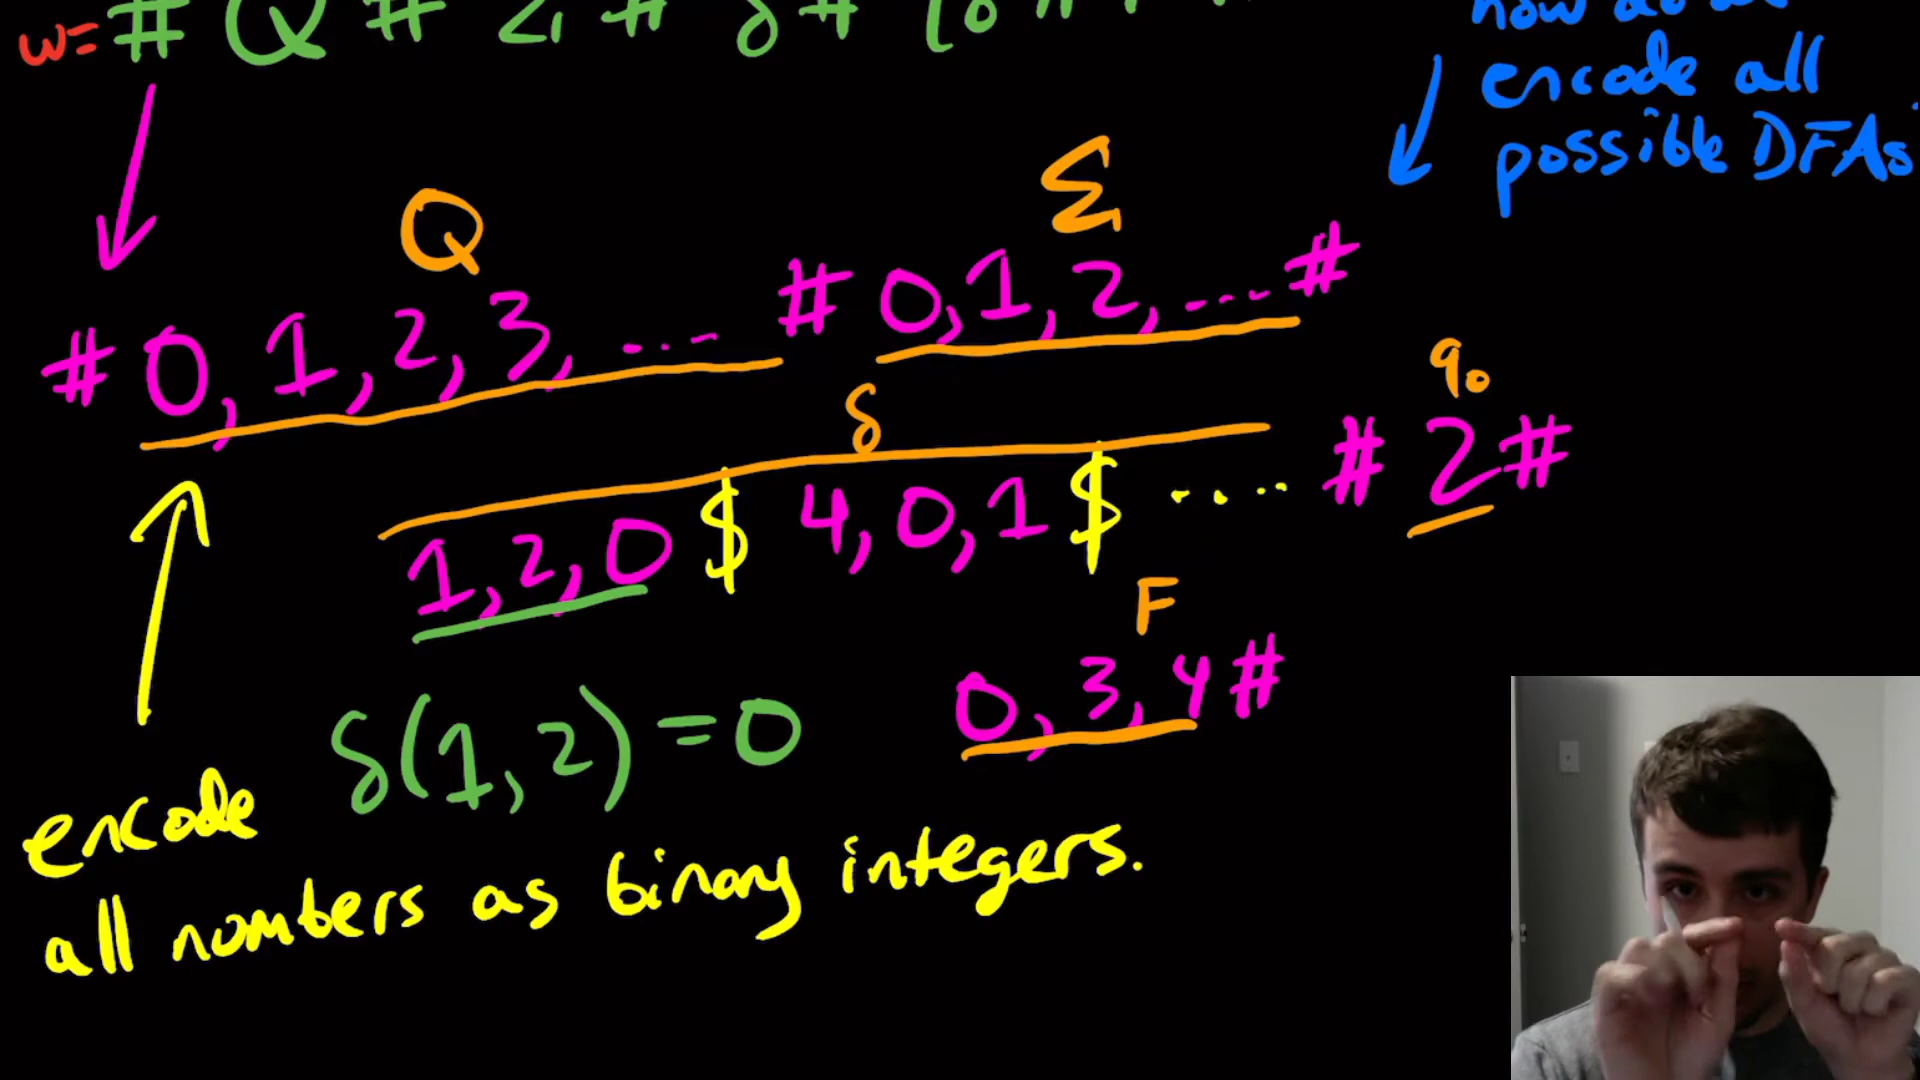 w= # Q # Σ # δ #
encode all
possible DFAs
Q
Σ
# 0, 1, 2, 3, ... # 0, 1, 2, ... #
δ
q₀
1, 2, 0 $ 4, 0, 1 $ .... # 2 #
F
0, 3, 4 #
δ(1, 2) = 0
encode
all numbers as binary integers.